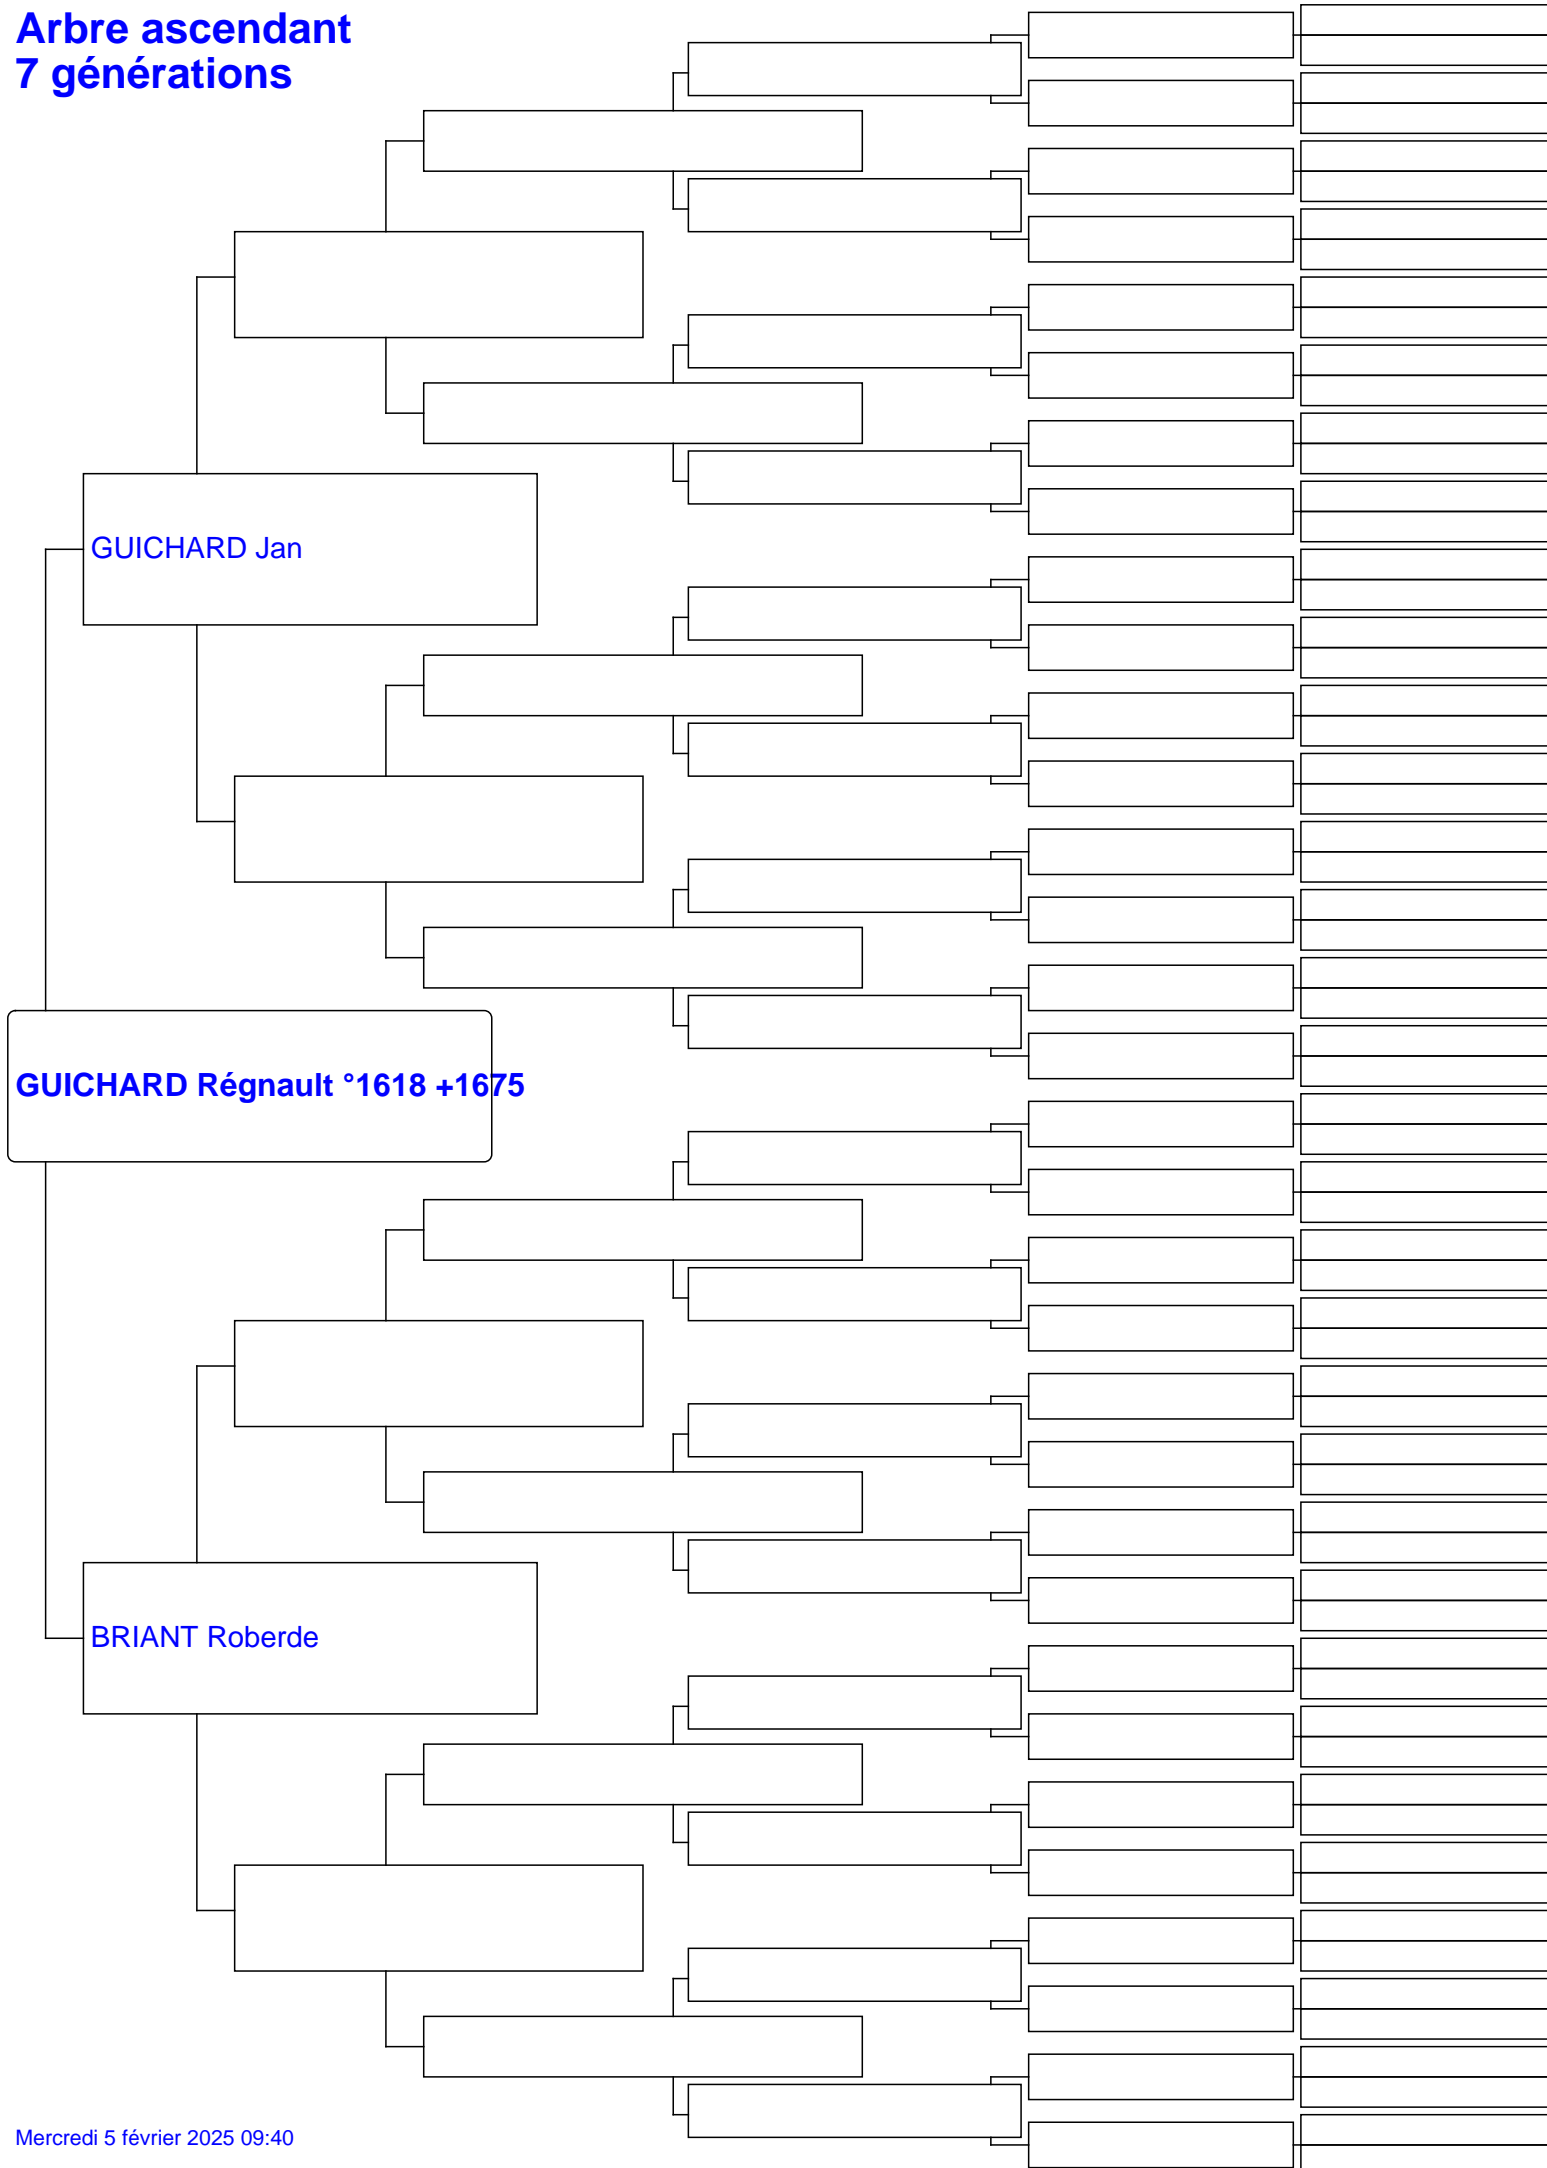 Arbre ascendant
7 générations
GUICHARD Jan
GUICHARD Régnault °1618 +1675
BRIANT Roberde
Mercredi 5 février 2025 09:40